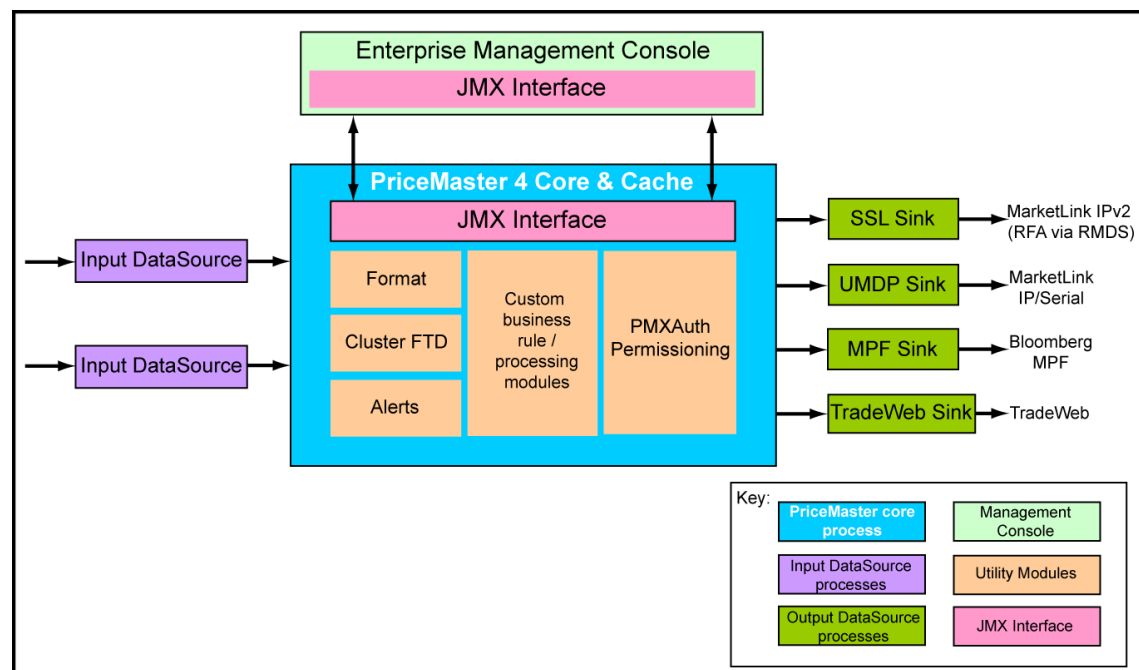 Enterprise Management Console
JMX Interface
PriceMaster 4 Core & Cache
JMX Interface
Input DataSource
Input DataSource
Format
Cluster FTD
Alerts
Custom
business
rule /
processing
modules
PMXAuth
Permissioning
SSL Sink
MarketLink IPv2
(RFA via RMDS)
UMDP Sink
MarketLink
IP/Serial
MPF Sink
Bloomberg
MPF
TradeWeb Sink
TradeWeb
Key:
PriceMaster core
process
Management
Console
Input DataSource
processes
Utility Modules
Output DataSource
processes
JMX Interface